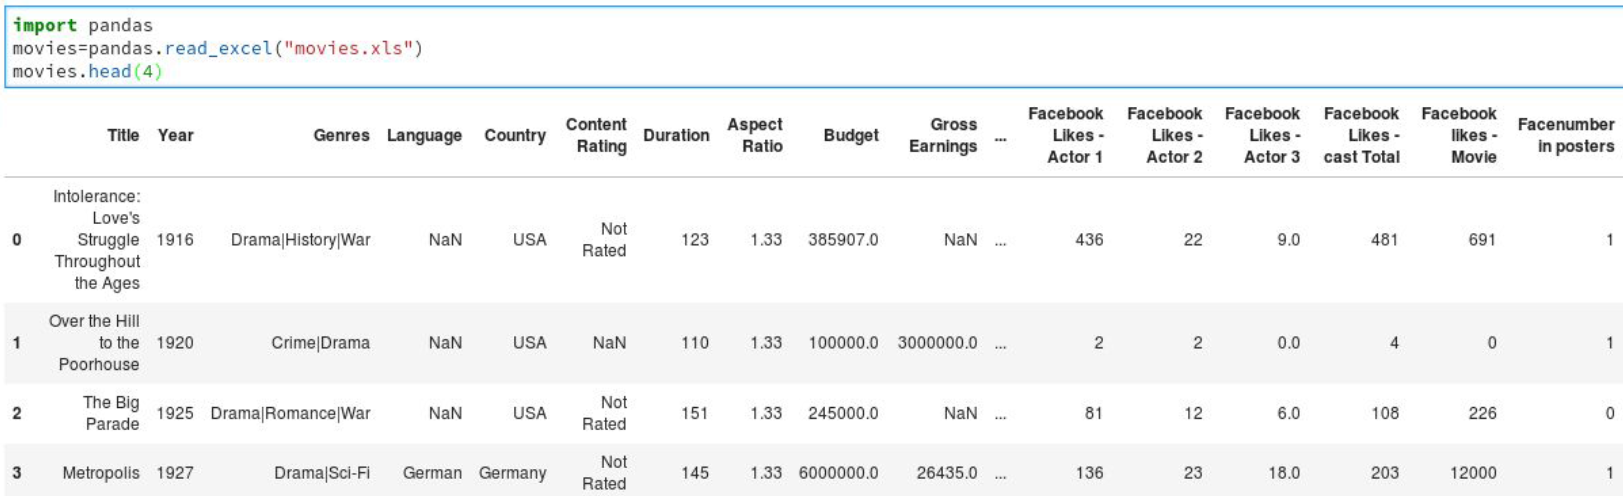 import pandas
movies=pandas.read_excel("movies.xls")
movies.head(4)
Title Year Genres Language Country Content Rating Duration Aspect Ratio Budget Gross Earnings ... Facebook Likes - Actor 1 Facebook Likes - Actor 2 Facebook Likes - Actor 3 Facebook Likes - cast Total Facebook likes - Movie Facenumber in posters
0 Intolerance: Love's Struggle Throughout the Ages 1916 Drama|History|War NaN USA Not Rated 123 1.33 385907.0 NaN ... 436 22 9.0 481 691 1
1 Over the Hill to the Poorhouse 1920 Crime|Drama NaN USA NaN 110 1.33 100000.0 3000000.0 ... 2 2 0.0 4 0 1
2 The Big Parade 1925 Drama|Romance|War NaN USA Not Rated 151 1.33 245000.0 NaN ... 81 12 6.0 108 226 0
3 Metropolis 1927 Drama|Sci-Fi German Germany Not Rated 145 1.33 6000000.0 26435.0 ... 136 23 18.0 203 12000 1